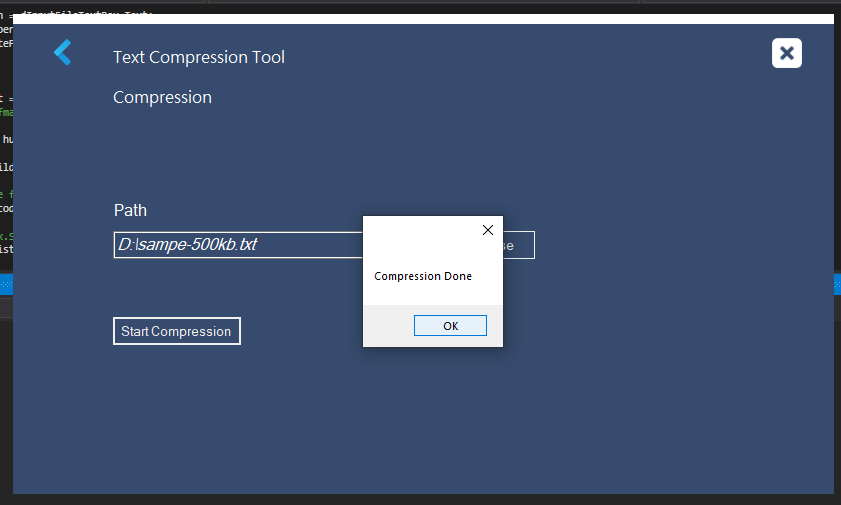 Text Compression Tool
Compression
Path
D:\sampe-500kb.txt
Compression Done
OK
Start Compression